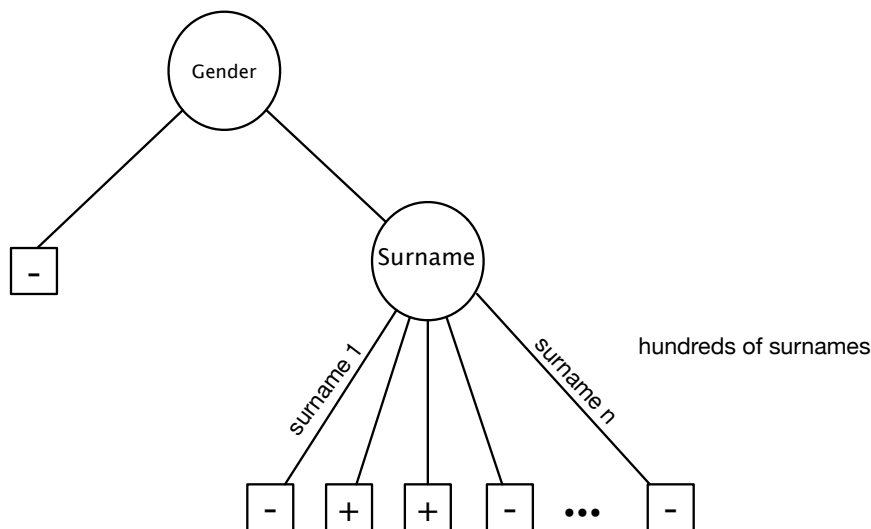 Gender
-
Surname
hundreds of surnames
surname 1
surname n
- + + - ••• -